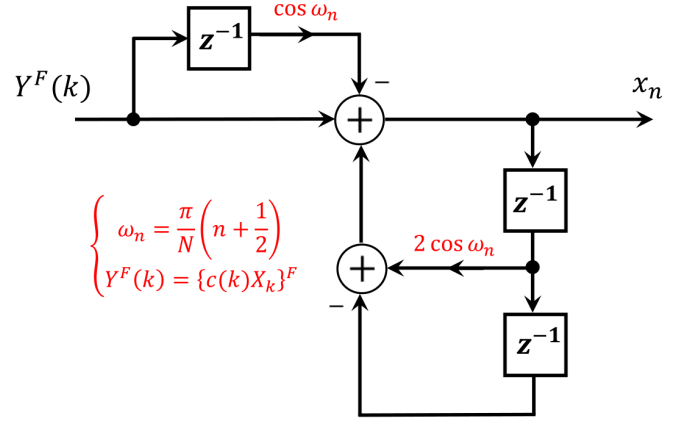 cos ω_n
z⁻¹
−
Y^F(k)
x_n
+
z⁻¹
{ ω_n = π/N (n + 1/2)
Y^F(k) = {c(k)X_k}^F
2 cos ω_n
+
−
z⁻¹